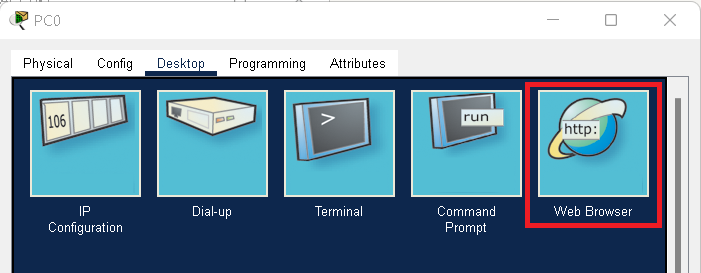 PC0
Physical Config Desktop Programming Attributes
106 > run http:
IP Dial-up Terminal Command Web Browser
Configuration Prompt